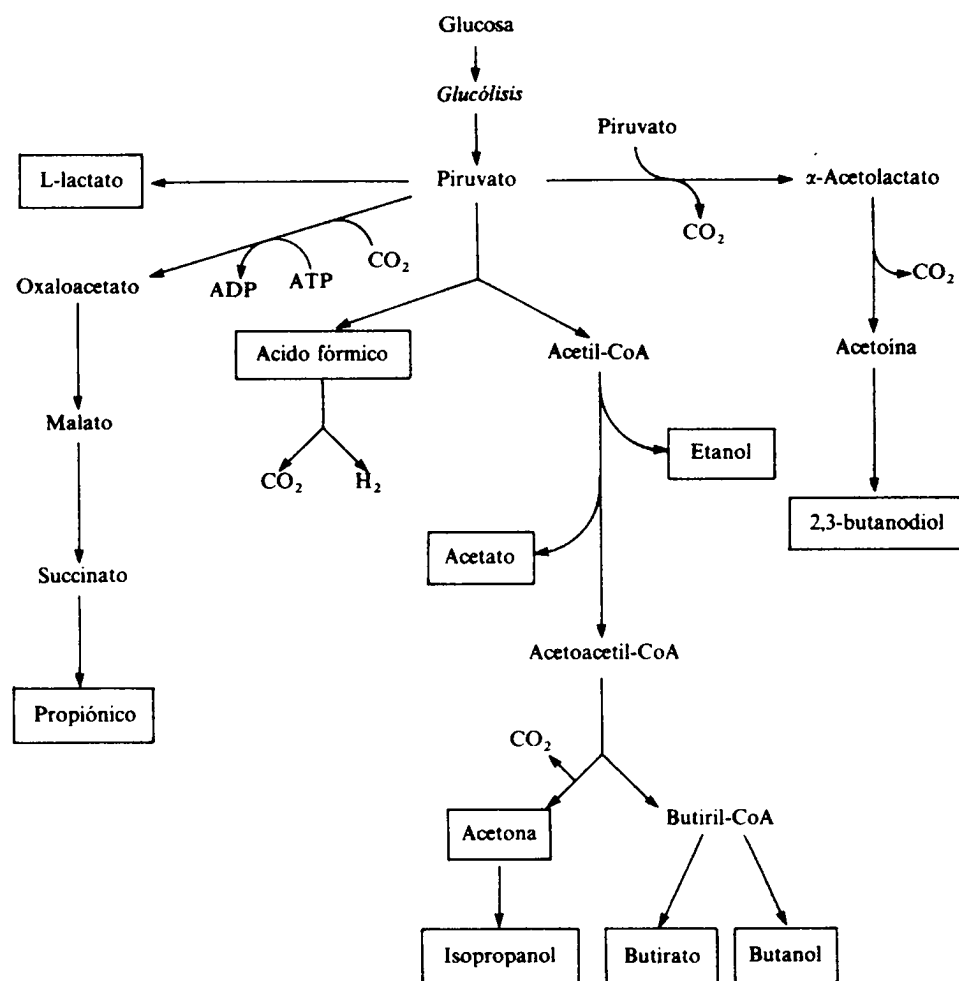 Glucosa
Glucólisis
Piruvato
L-lactato
Piruvato
α-Acetolactato
CO₂
CO₂
ATP
ADP
CO₂
Oxaloacetato
Acido fórmico
Acetil-CoA
Acetoína
Malato
Etanol
CO₂
H₂
2,3-butanodiol
Acetato
Succinato
Acetoacetil-CoA
Propiónico
CO₂
Acetona
Butiril-CoA
Isopropanol
Butirato
Butanol